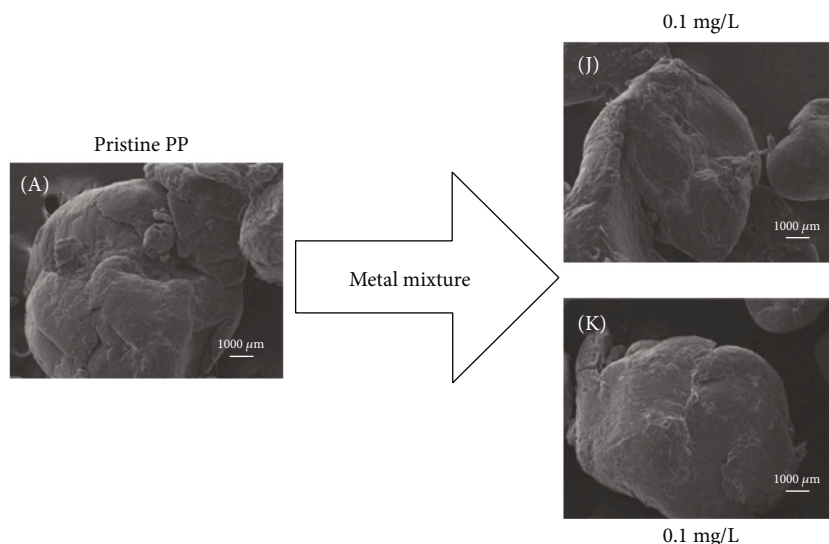 0.1 mg/L
(J)
1000 µm
Pristine PP
(A)
1000 µm
Metal mixture
(K)
1000 µm
0.1 mg/L